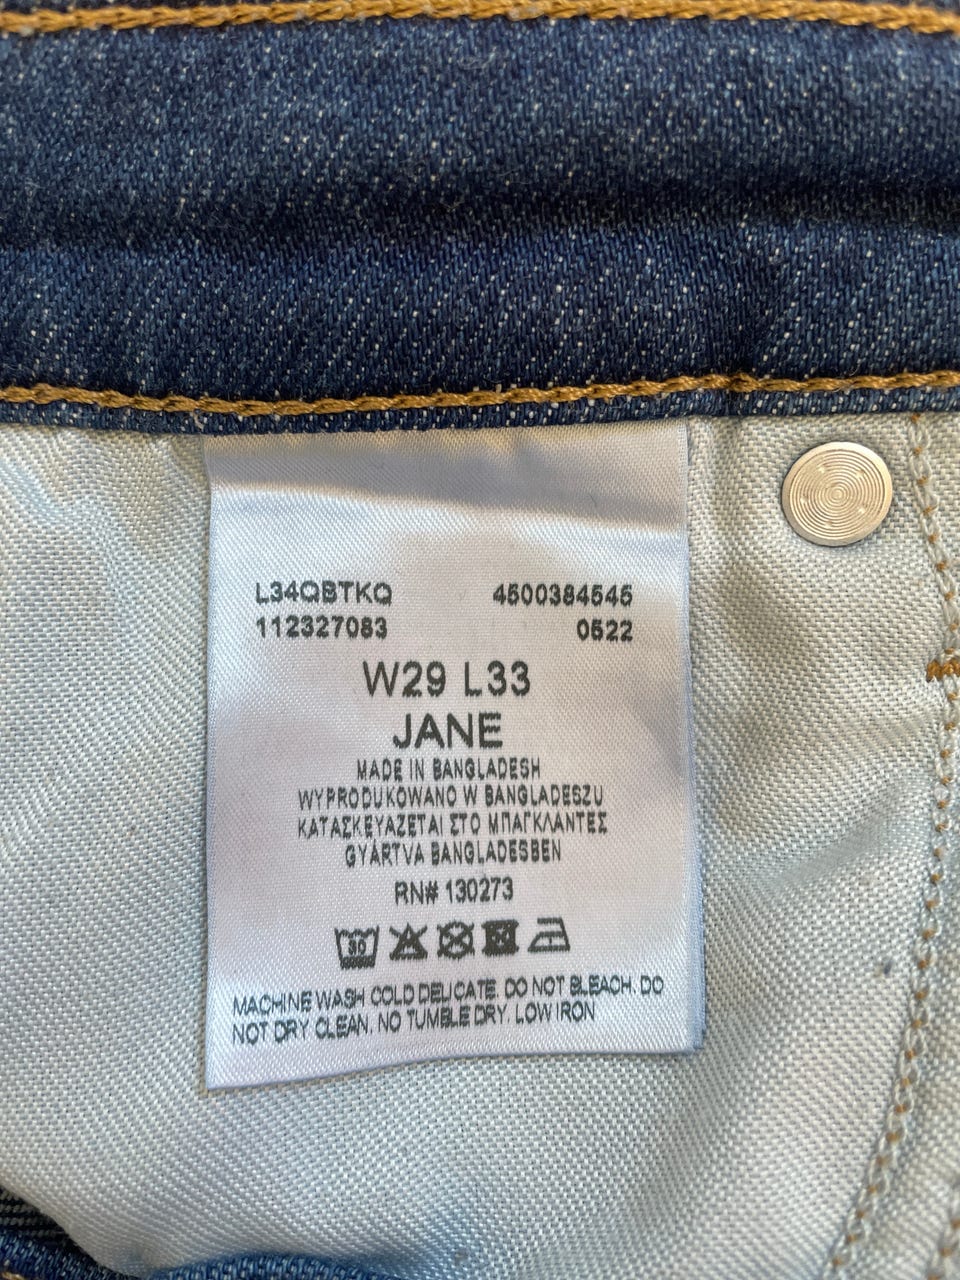 L34QBTKQ 4500384545
112327083 0522
W29 L33
JANE
MADE IN BANGLADESH
WYPRODUKOWANO W BANGLADESZU
ΚΑΤΑΣΚΕΥΑΖΕΤΑΙ ΣΤΟ ΜΠΑΓΚΛΑΝΤΕΣ
GYÁRTVA BANGLADESBEN
RN# 130273
30
MACHINE WASH COLD DELICATE. DO NOT BLEACH. DO
NOT DRY CLEAN. NO TUMBLE DRY. LOW IRON